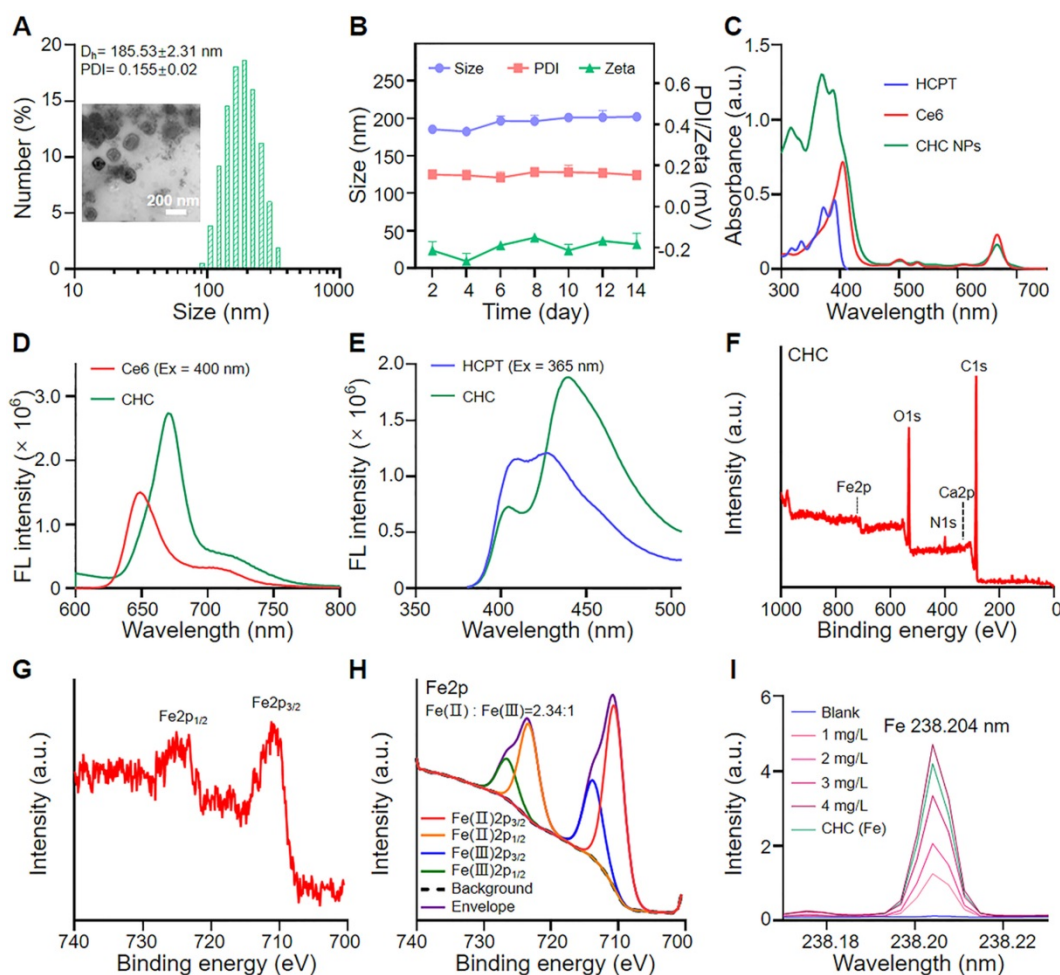 A
D_h= 185.53±2.31 nm
PDI= 0.155±0.02
Number (%)
20
15
10
5
0
200 nm
10 100 1000
Size (nm)
B
Size PDI Zeta
Size (nm)
250
200
150
100
50
0
PDI/Zeta (mV)
0.6
0.4
0.2
0.0
-0.2
2 4 6 8 10 12 14
Time (day)
C
HCPT
Ce6
CHC NPs
Absorbance (a.u.)
1.5
1.0
0.5
0.0
300 400 500 600 700
Wavelength (nm)
D
Ce6 (Ex = 400 nm)
CHC
FL intensity (× 10⁶)
3.0
2.0
1.0
0
600 650 700 750 800
Wavelength (nm)
E
HCPT (Ex = 365 nm)
CHC
FL intensity (× 10⁶)
2.0
1.5
1.0
0.5
0
350 400 450 500
Wavelength (nm)
F
CHC
C1s
O1s
Fe2p
Ca2p
N1s
Intensity (a.u.)
1000 800 600 400 200 0
Binding energy (eV)
G
Fe2p₁/₂
Fe2p₃/₂
Intensity (a.u.)
740 730 720 710 700
Binding energy (eV)
H
Fe2p
Fe(Ⅱ) : Fe(Ⅲ)=2.34:1
Fe(Ⅱ)2p₃/₂
Fe(Ⅱ)2p₁/₂
Fe(Ⅲ)2p₃/₂
Fe(Ⅲ)2p₁/₂
Background
Envelope
Intensity (a.u.)
740 730 720 710 700
Binding energy (eV)
I
Blank
1 mg/L
2 mg/L
3 mg/L
4 mg/L
CHC (Fe)
Fe 238.204 nm
Intensity (a.u.)
6
4
2
0
238.18 238.20 238.22
Wavelength (nm)